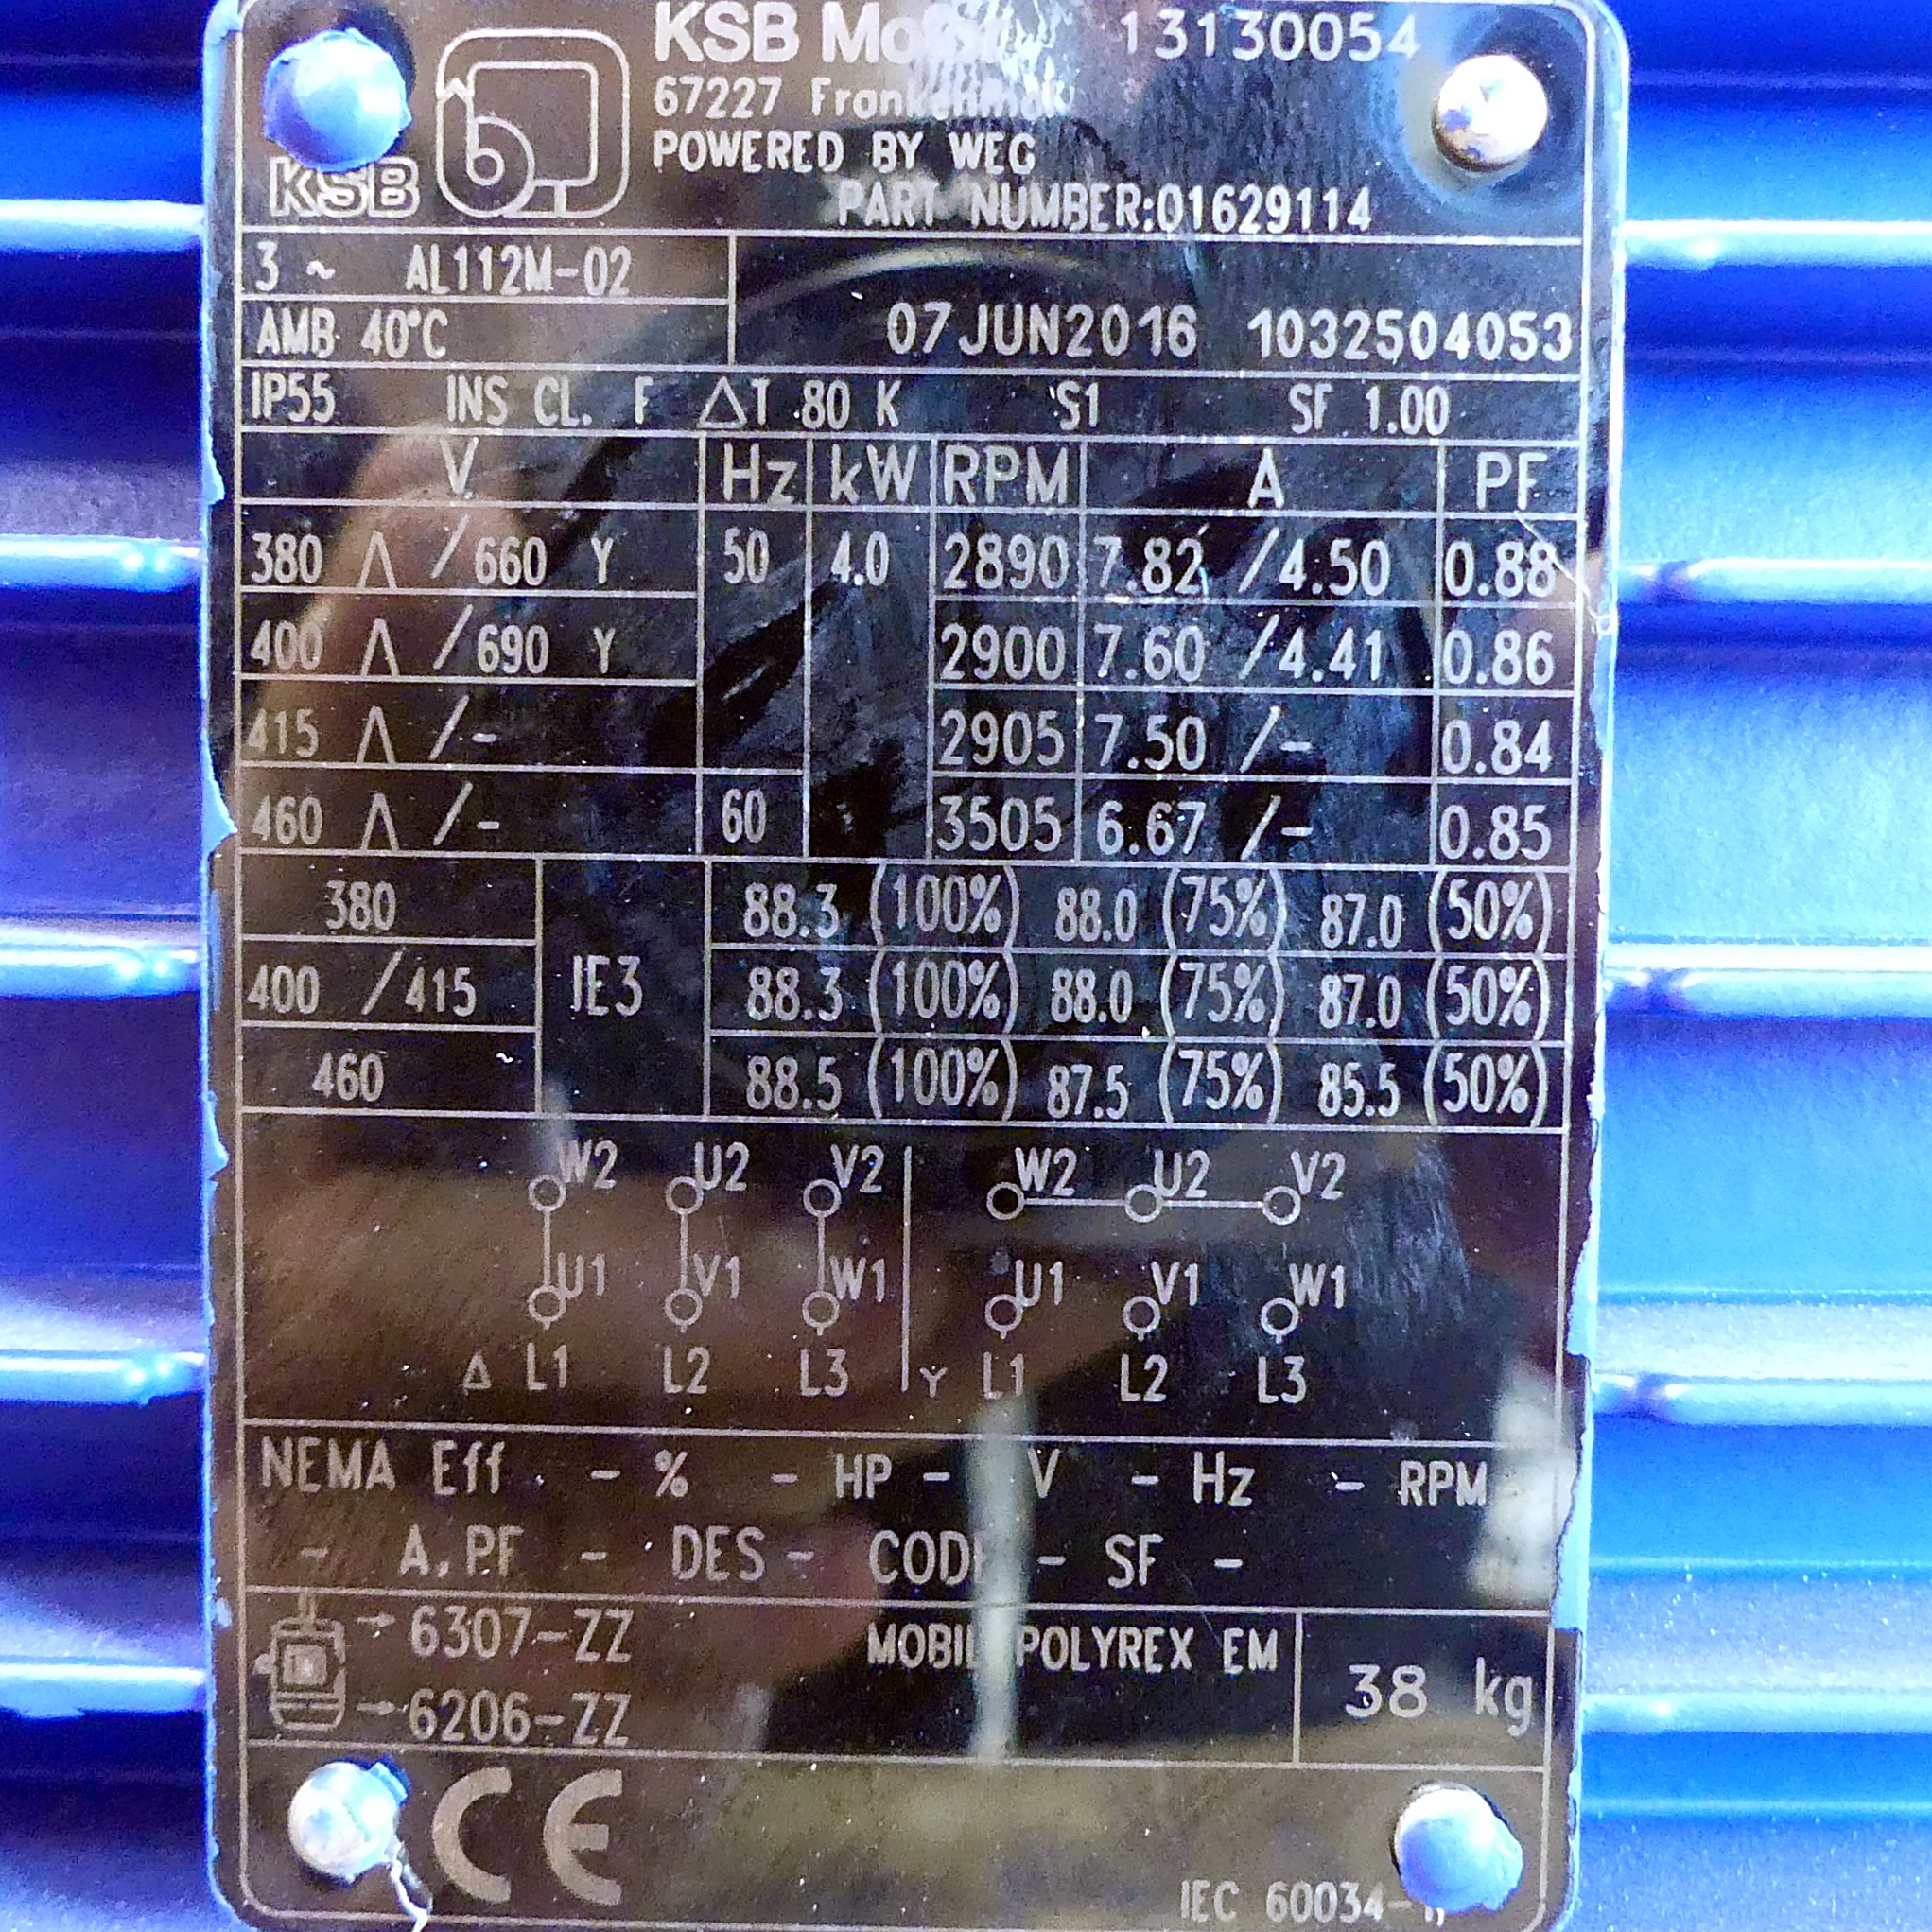 KSB Motor 13130054
67227 Frankenthal
POWERED BY WEG
KSB
PART NUMBER:01629114
3 ~ AL112M-02
AMB 40°C
07JUN2016 1032504053
IP55 INS CL. F ΔT 80 K S1 SF 1.00
V Hz kW RPM A PF
380 Δ / 660 Y 50 4.0 2890 7.82 / 4.50 0.88
400 Δ / 690 Y 2900 7.60 / 4.41 0.86
415 Δ / - 2905 7.50 / - 0.84
460 Δ / - 60 3505 6.67 / - 0.85
380 88.3 (100%) 88.0 (75%) 87.0 (50%)
400 / 415 IE3 88.3 (100%) 88.0 (75%) 87.0 (50%)
460 88.5 (100%) 87.5 (75%) 85.5 (50%)
W2 U2 V2 W2 U2 V2
U1 V1 W1 U1 V1 W1
Δ L1 L2 L3 Y L1 L2 L3
NEMA Eff - % - HP - V - Hz - RPM
- A. PF - DES - CODE - SF -
6307-ZZ MOBIL POLYREX EM
38 kg
6206-ZZ
CE
IEC 60034-